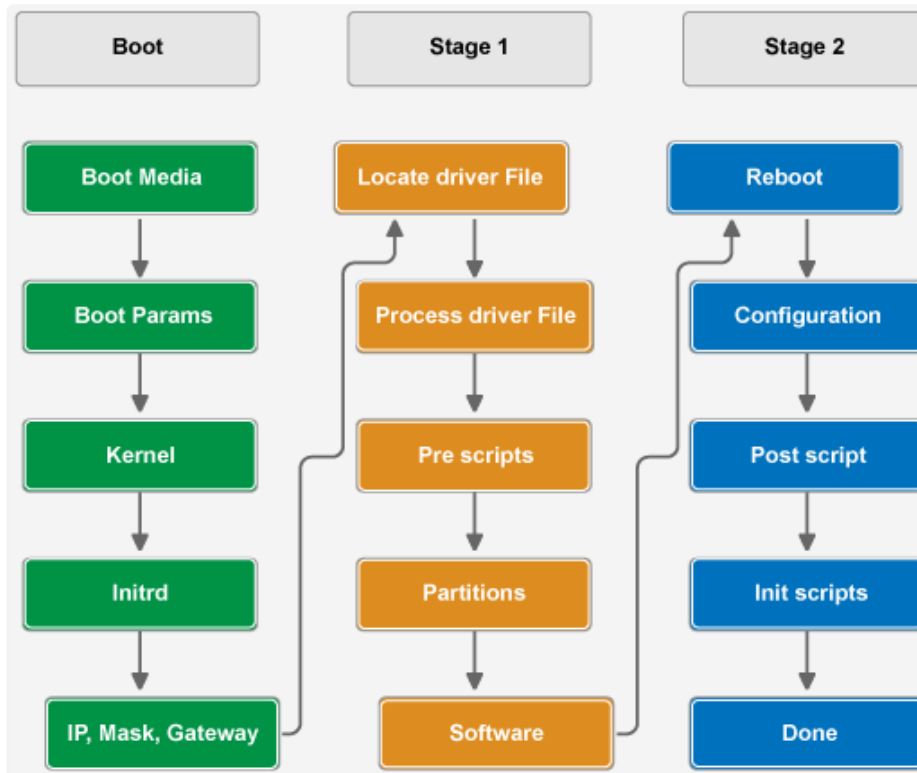 Boot
Stage 1
Stage 2
Boot Media
Locate driver File
Reboot
Boot Params
Process driver File
Configuration
Kernel
Pre scripts
Post script
Initrd
Partitions
Init scripts
IP, Mask, Gateway
Software
Done